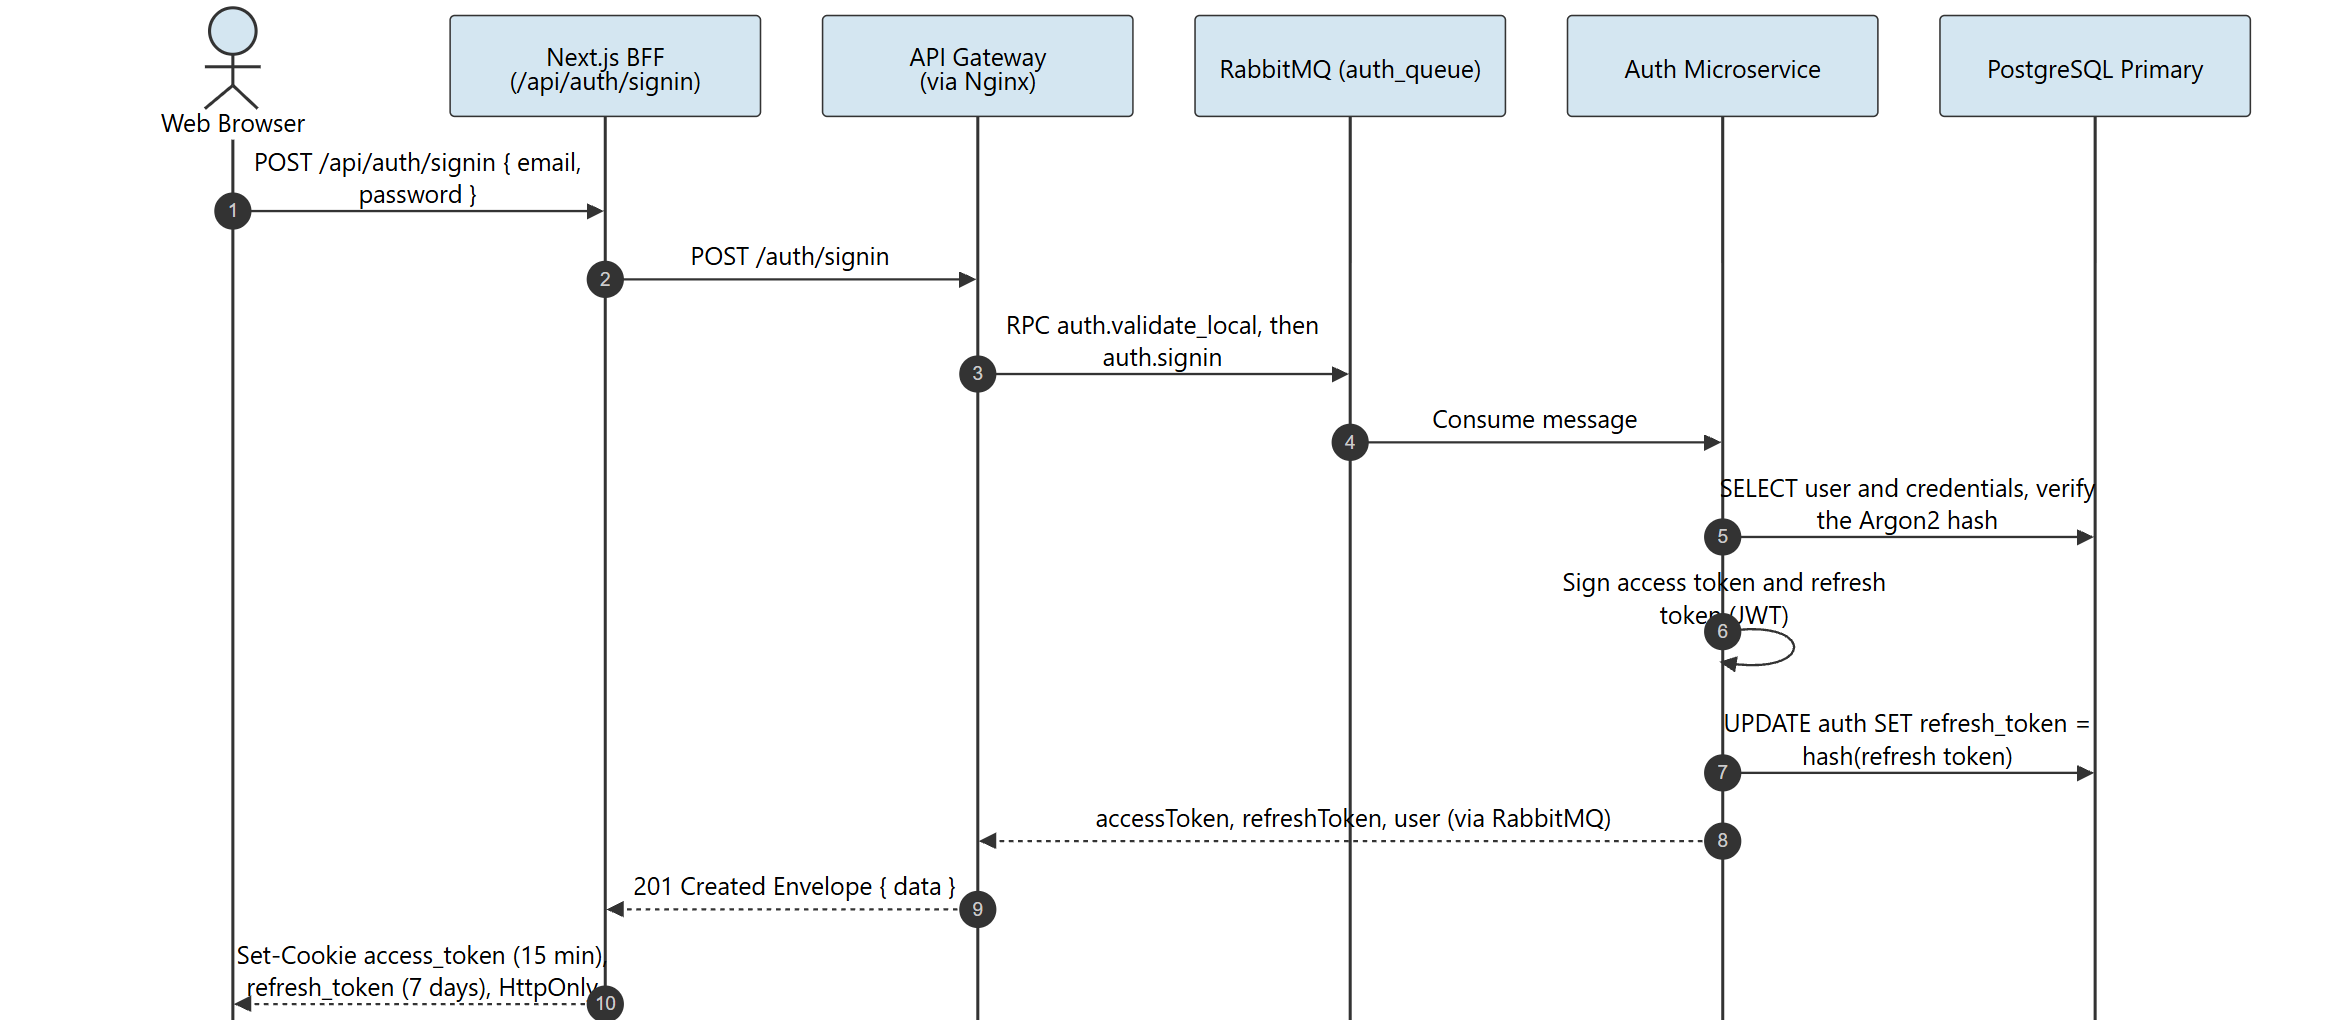 Web Browser
Next.js BFF
(/api/auth/signin)
API Gateway
(via Nginx)
RabbitMQ (auth_queue)
Auth Microservice
PostgreSQL Primary
POST /api/auth/signin { email,
password }
1
POST /auth/signin
2
RPC auth.validate_local, then
auth.signin
3
Consume message
4
SELECT user and credentials, verify
the Argon2 hash
5
Sign access token and refresh
token (JWT)
6
UPDATE auth SET refresh_token =
hash(refresh token)
7
accessToken, refreshToken, user (via RabbitMQ)
8
201 Created Envelope { data }
9
Set-Cookie access_token (15 min),
refresh_token (7 days), HttpOnly
10